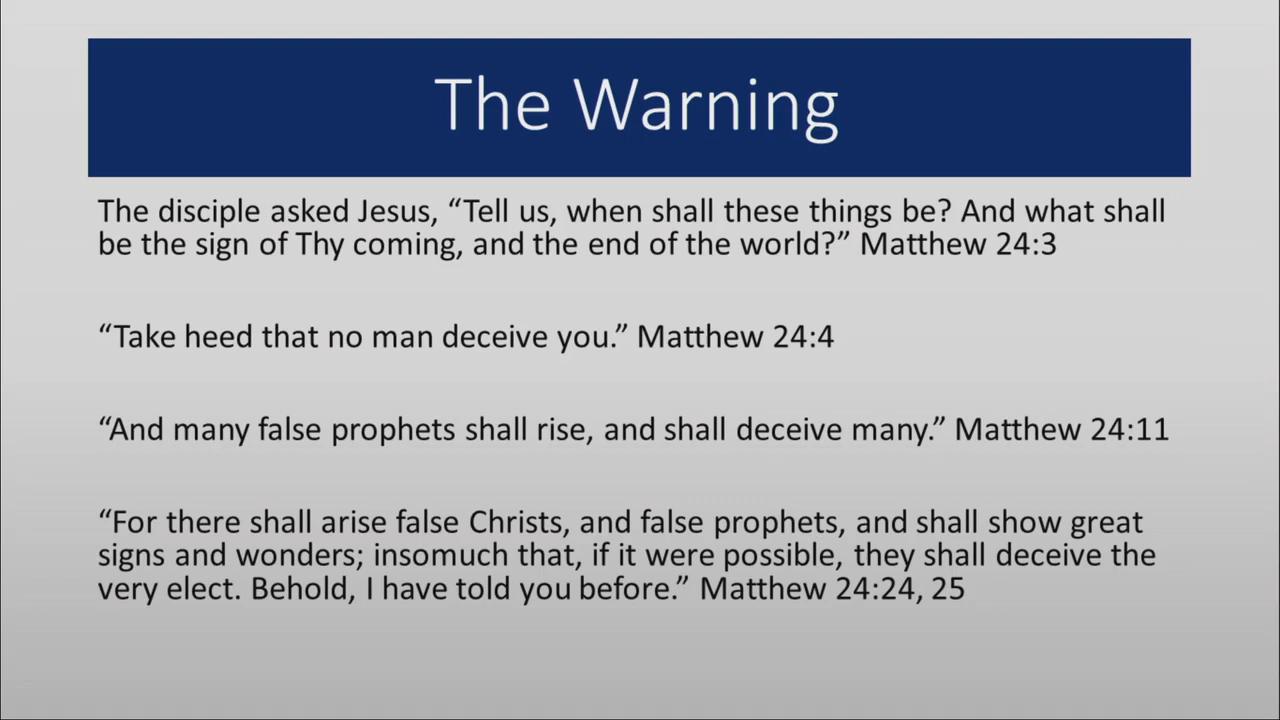 The Warning
The disciple asked Jesus, “Tell us, when shall these things be? And what shall
be the sign of Thy coming, and the end of the world?” Matthew 24:3
“Take heed that no man deceive you.” Matthew 24:4
“And many false prophets shall rise, and shall deceive many.” Matthew 24:11
“For there shall arise false Christs, and false prophets, and shall show great
signs and wonders; insomuch that, if it were possible, they shall deceive the
very elect. Behold, I have told you before.” Matthew 24:24, 25